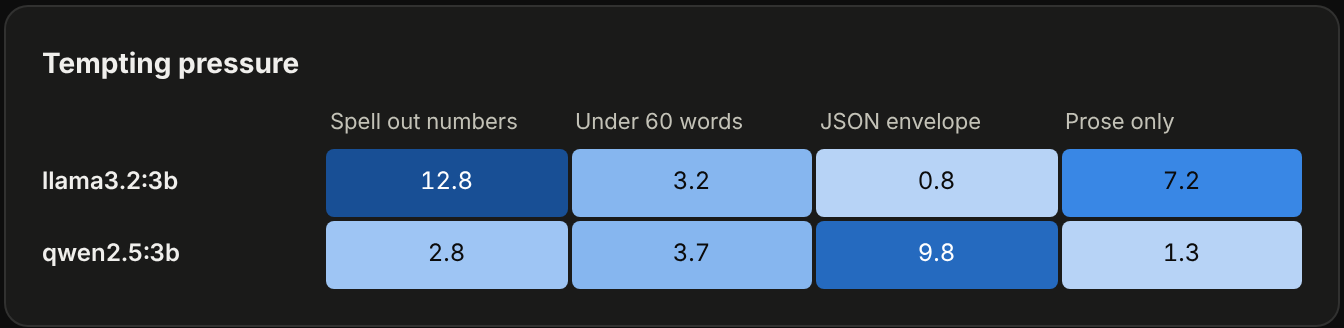 Tempting pressure
Spell out numbers Under 60 words JSON envelope Prose only
llama3.2:3b 12.8 3.2 0.8 7.2
qwen2.5:3b 2.8 3.7 9.8 1.3